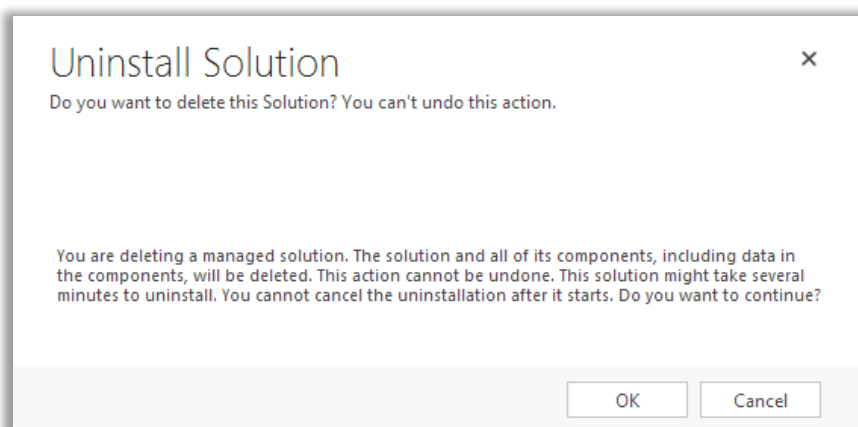 Uninstall Solution
Do you want to delete this Solution? You can't undo this action.
You are deleting a managed solution. The solution and all of its components, including data in
the components, will be deleted. This action cannot be undone. This solution might take several
minutes to uninstall. You cannot cancel the uninstallation after it starts. Do you want to continue?
OK
Cancel